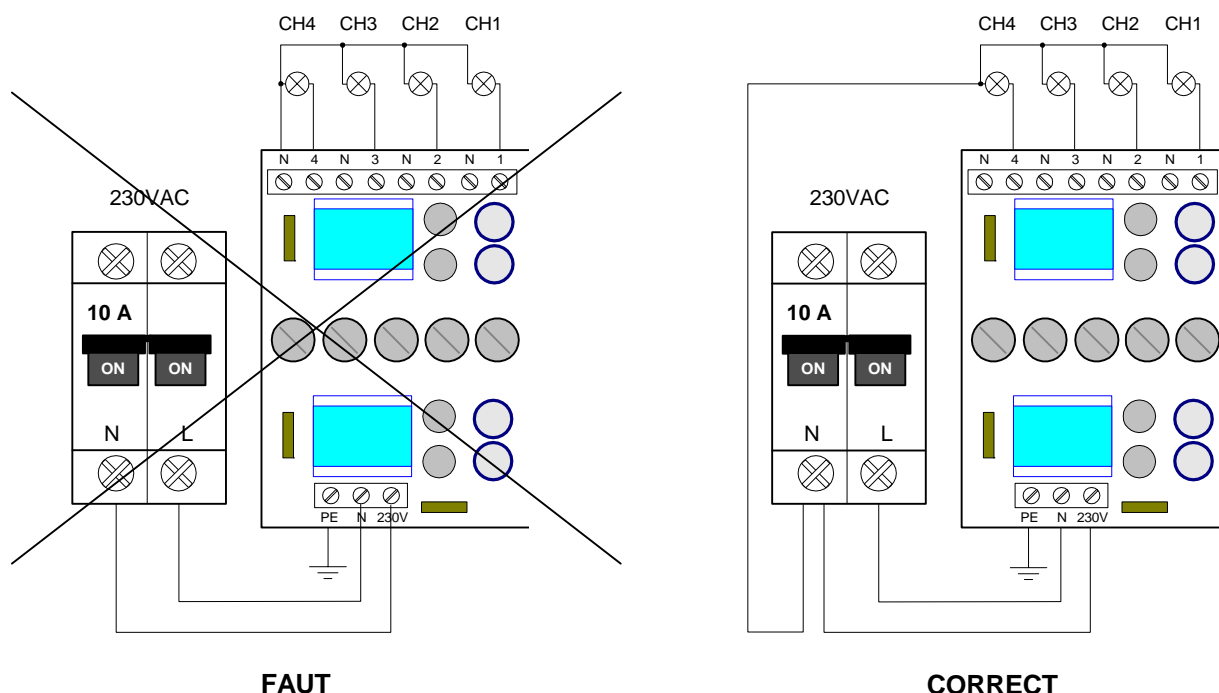 CH4 CH3 CH2 CH1
N 4 N 3 N 2 N 1
230VAC
10 A
ON ON
N L
PE N 230V
FAUT
CH4 CH3 CH2 CH1
N 4 N 3 N 2 N 1
230VAC
10 A
ON ON
N L
PE N 230V
CORRECT